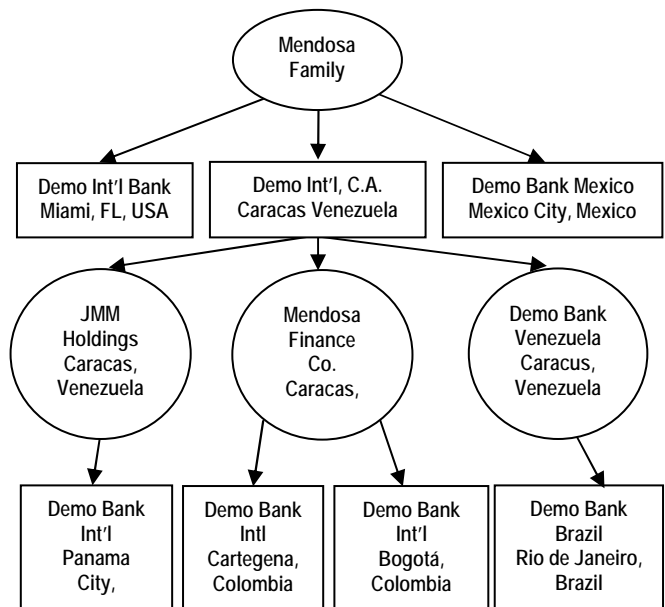 Mendosa
Family
Demo Int'l Bank
Miami, FL, USA
Demo Int'l, C.A.
Caracas Venezuela
Demo Bank Mexico
Mexico City, Mexico
JMM
Holdings
Caracas,
Venezuela
Mendosa
Finance
Co.
Caracas,
Demo Bank
Venezuela
Caracus,
Venezuela
Demo Bank
Int'l
Panama
City,
Demo Bank
Intl
Cartegena,
Colombia
Demo Bank
Int'l
Bogotá,
Colombia
Demo Bank
Brazil
Rio de Janeiro,
Brazil